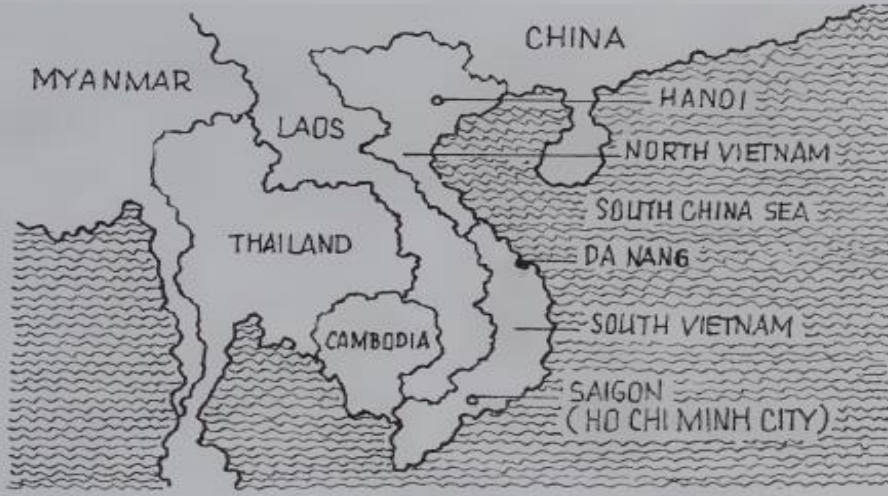 CHINA
MYANMAR
HANOI
LAOS
NORTH VIETNAM
SOUTH CHINA SEA
THAILAND
DA NANG
SOUTH VIETNAM
CAMBODIA
SAIGON
(HO CHI MINH CITY)